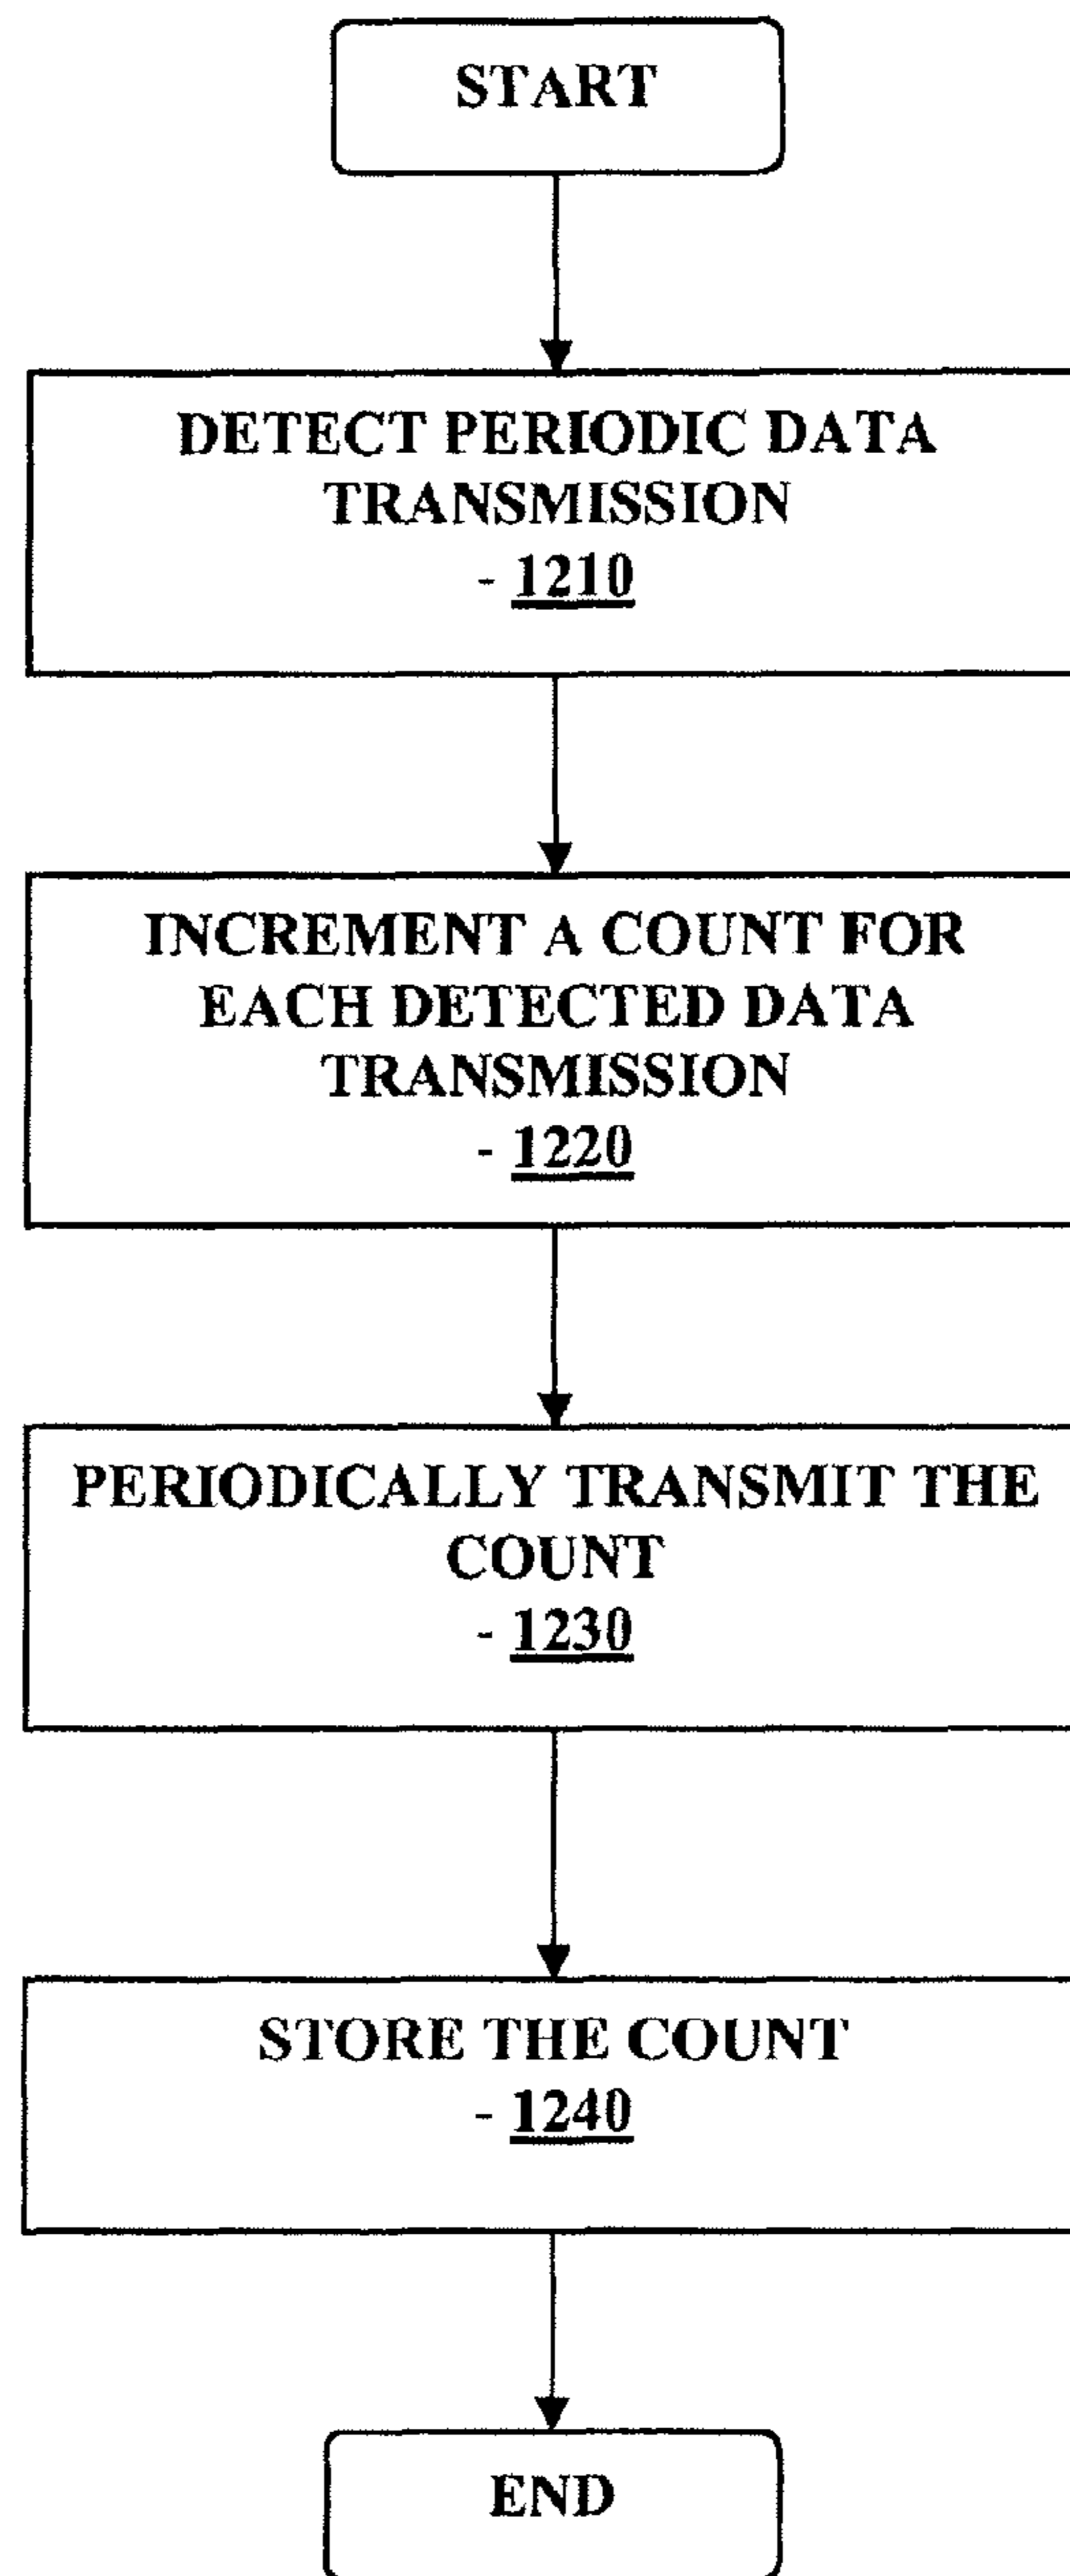 START
DETECT PERIODIC DATA
TRANSMISSION
- 1210
INCREMENT A COUNT FOR
EACH DETECTED DATA
TRANSMISSION
- 1220
PERIODICALLY TRANSMIT THE
COUNT
- 1230
STORE THE COUNT
- 1240
END